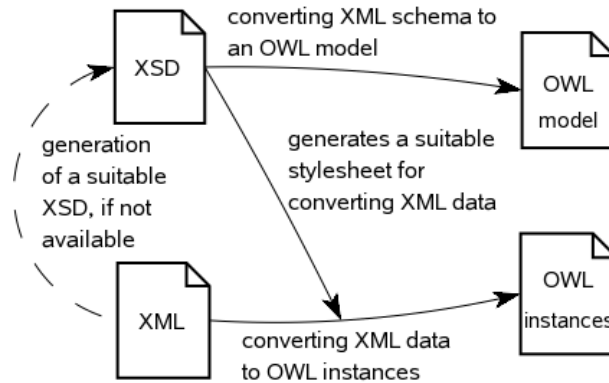 converting XML schema to
an OWL model
XSD
OWL
model
generation
of a suitable
XSD, if not
available
generates a suitable
stylesheet for
converting XML data
XML
OWL
instances
converting XML data
to OWL instances